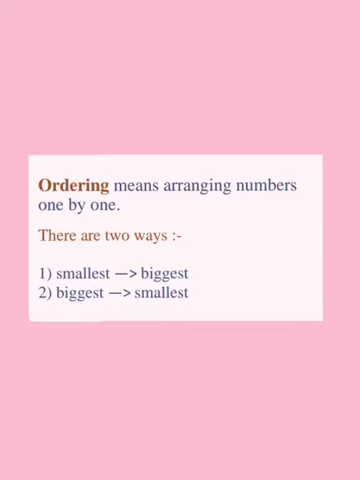 Ordering means arranging numbers
one by one.
There are two ways :-
1) smallest —> biggest
2) biggest —> smallest